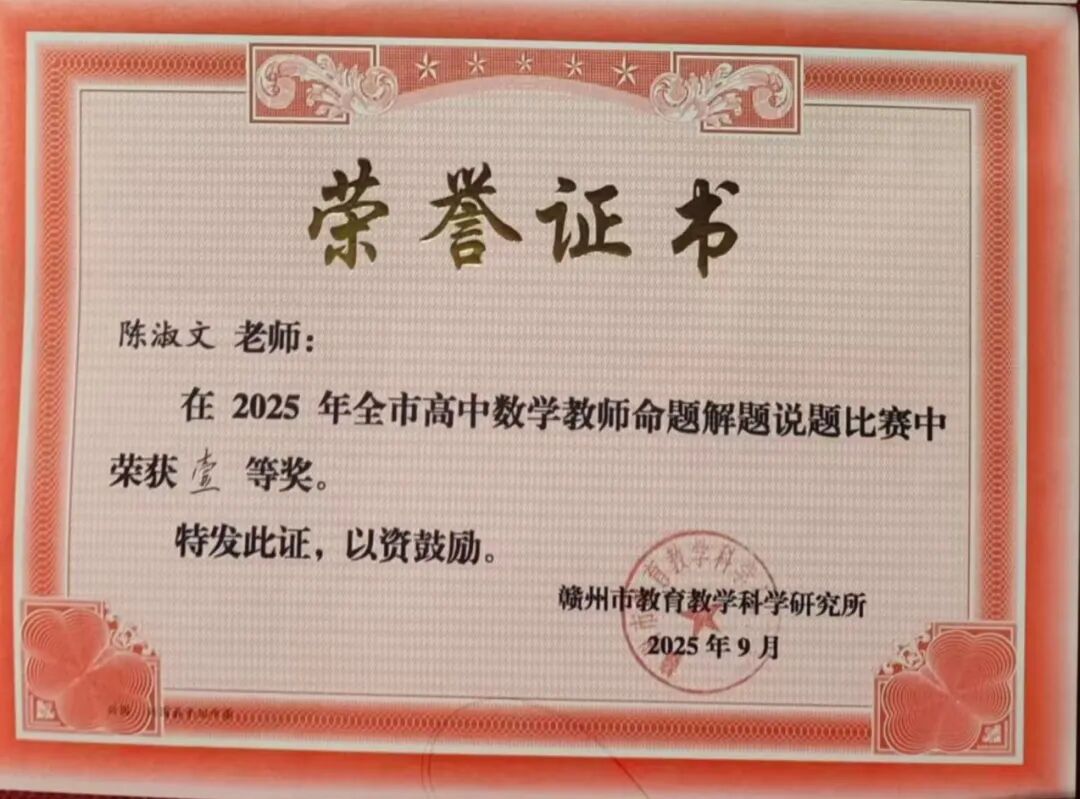 荣誉证书
陈淑文 老师：
在 2025 年全市高中数学教师命题解题说题比赛中
荣获 壹 等奖。
特发此证，以资鼓励。
赣州市教育教学科学研究所
2025 年 9 月